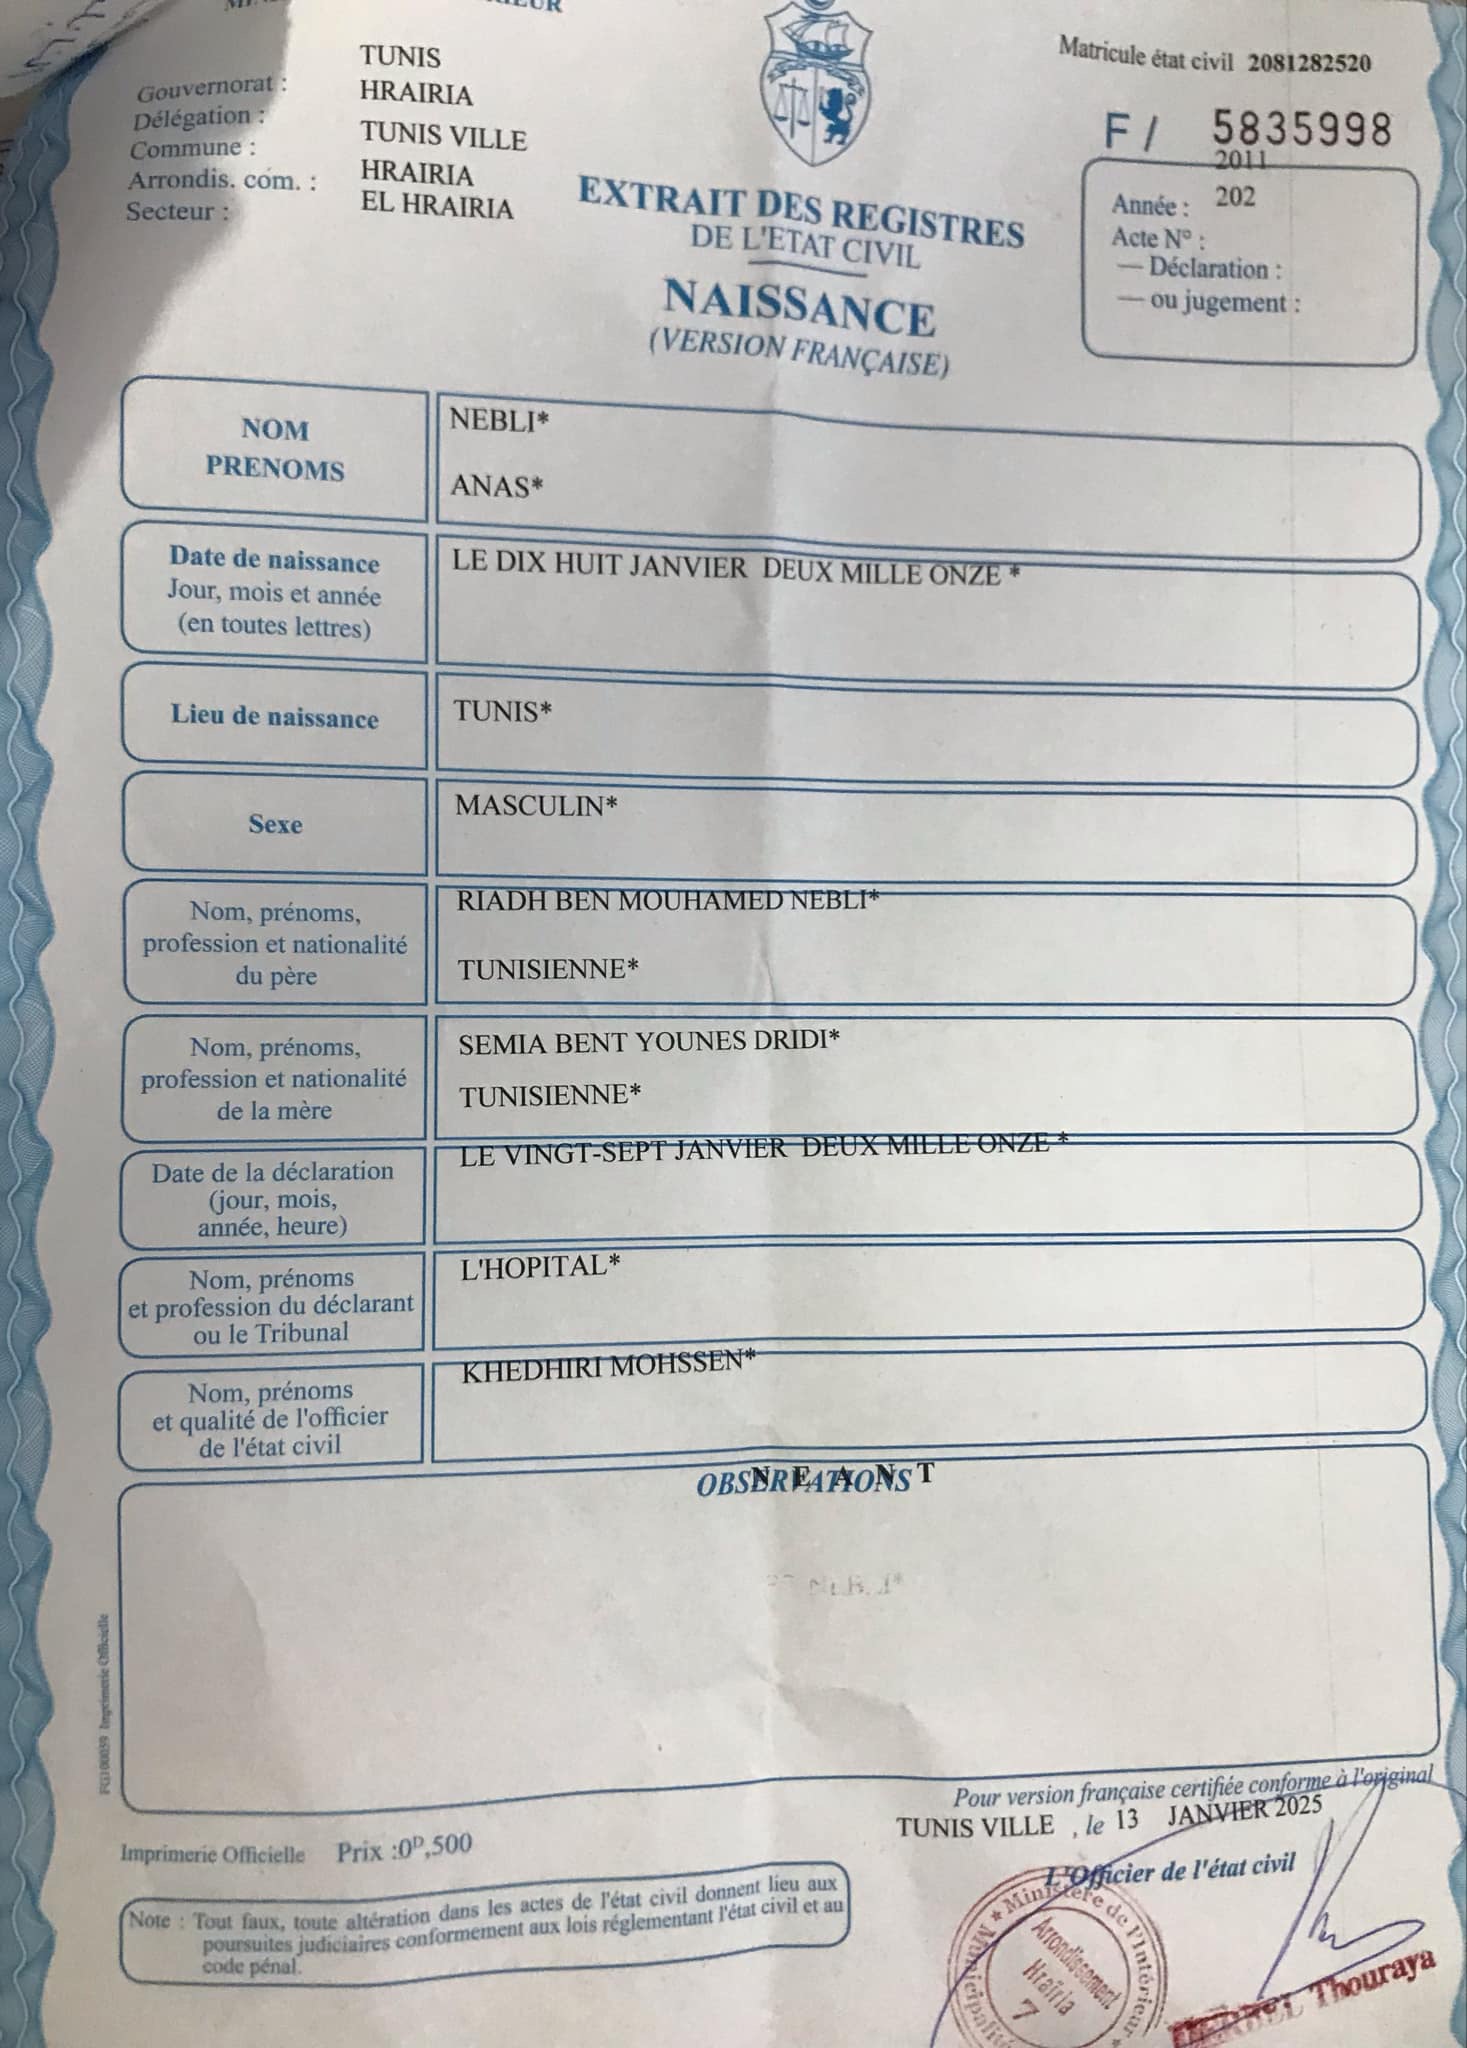 Matricule état civil 2081282520
F/ 5835998
Gouvernorat : TUNIS
Délégation : HRAIRIA
Commune : TUNIS VILLE
Arrondis. com. : HRAIRIA
Secteur : EL HRAIRIA
2011
Année : 202
Acte N° :
— Déclaration :
— ou jugement :
EXTRAIT DES REGISTRES
DE L'ETAT CIVIL
NAISSANCE
(VERSION FRANÇAISE)
NOM
PRENOMS
NEBLI*
ANAS*
Date de naissance
Jour, mois et année
(en toutes lettres)
LE DIX HUIT JANVIER DEUX MILLE ONZE *
Lieu de naissance
TUNIS*
Sexe
MASCULIN*
Nom, prénoms,
profession et nationalité
du père
RIADH BEN MOUHAMED NEBLI*
TUNISIENNE*
Nom, prénoms,
profession et nationalité
de la mère
SEMIA BENT YOUNES DRIDI*
TUNISIENNE*
Date de la déclaration
(jour, mois,
année, heure)
LE VINGT-SEPT JANVIER DEUX MILLE ONZE *
Nom, prénoms
et profession du déclarant
ou le Tribunal
L'HOPITAL*
Nom, prénoms
et qualité de l'officier
de l'état civil
KHEDHIRI MOHSSEN*
OBSERVATIONS
N E A N T
FG100039 Imprimerie Officielle
Pour version française certifiée conforme à l'original
TUNIS VILLE , le 13 JANVIER 2025
L'Officier de l'état civil
Imprimerie Officielle Prix :0D,500
Note : Tout faux, toute altération dans les actes de l'état civil donnent lieu aux
poursuites judiciaires conformement aux lois réglementant l'état civil et au
code pénal.
Ministère de l'Intérieur * Municipalité
Arrondissement
Hraïria
7
Thouraya